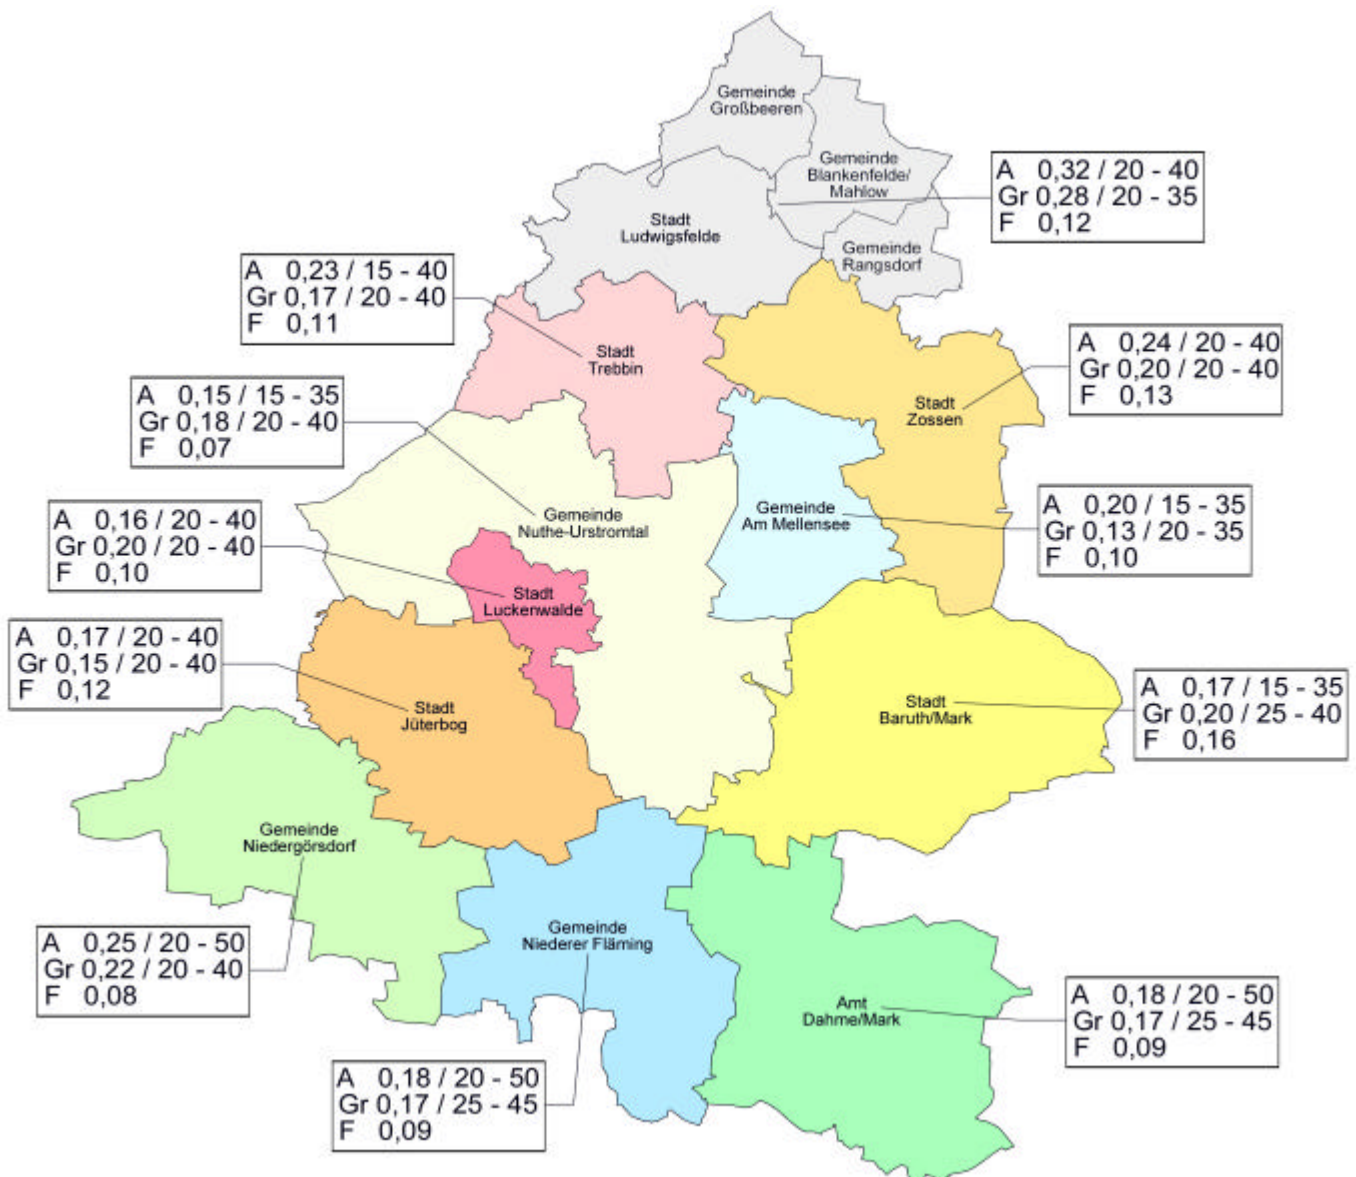 Gemeinde
Großbeeren
Gemeinde
Blankenfelde/
Mahlow
A 0,32 / 20 - 40
Gr 0,28 / 20 - 35
F 0,12
Stadt
Ludwigsfelde
Gemeinde
Rangsdorf
A 0,23 / 15 - 40
Gr 0,17 / 20 - 40
F 0,11
Stadt
Trebbin
A 0,24 / 20 - 40
Gr 0,20 / 20 - 40
F 0,13
Stadt
Zossen
A 0,15 / 15 - 35
Gr 0,18 / 20 - 40
F 0,07
Gemeinde
Nuthe-Urstromtal
Gemeinde
Am Mellensee
A 0,20 / 15 - 35
Gr 0,13 / 20 - 35
F 0,10
A 0,16 / 20 - 40
Gr 0,20 / 20 - 40
F 0,10
Stadt
Luckenwalde
A 0,17 / 20 - 40
Gr 0,15 / 20 - 40
F 0,12
Stadt
Jüterbog
Stadt
Baruth/Mark
A 0,17 / 15 - 35
Gr 0,20 / 25 - 40
F 0,16
Gemeinde
Niedergörsdorf
A 0,25 / 20 - 50
Gr 0,22 / 20 - 40
F 0,08
Gemeinde
Niederer Fläming
A 0,18 / 20 - 50
Gr 0,17 / 25 - 45
F 0,09
Amt
Dahme/Mark
A 0,18 / 20 - 50
Gr 0,17 / 25 - 45
F 0,09